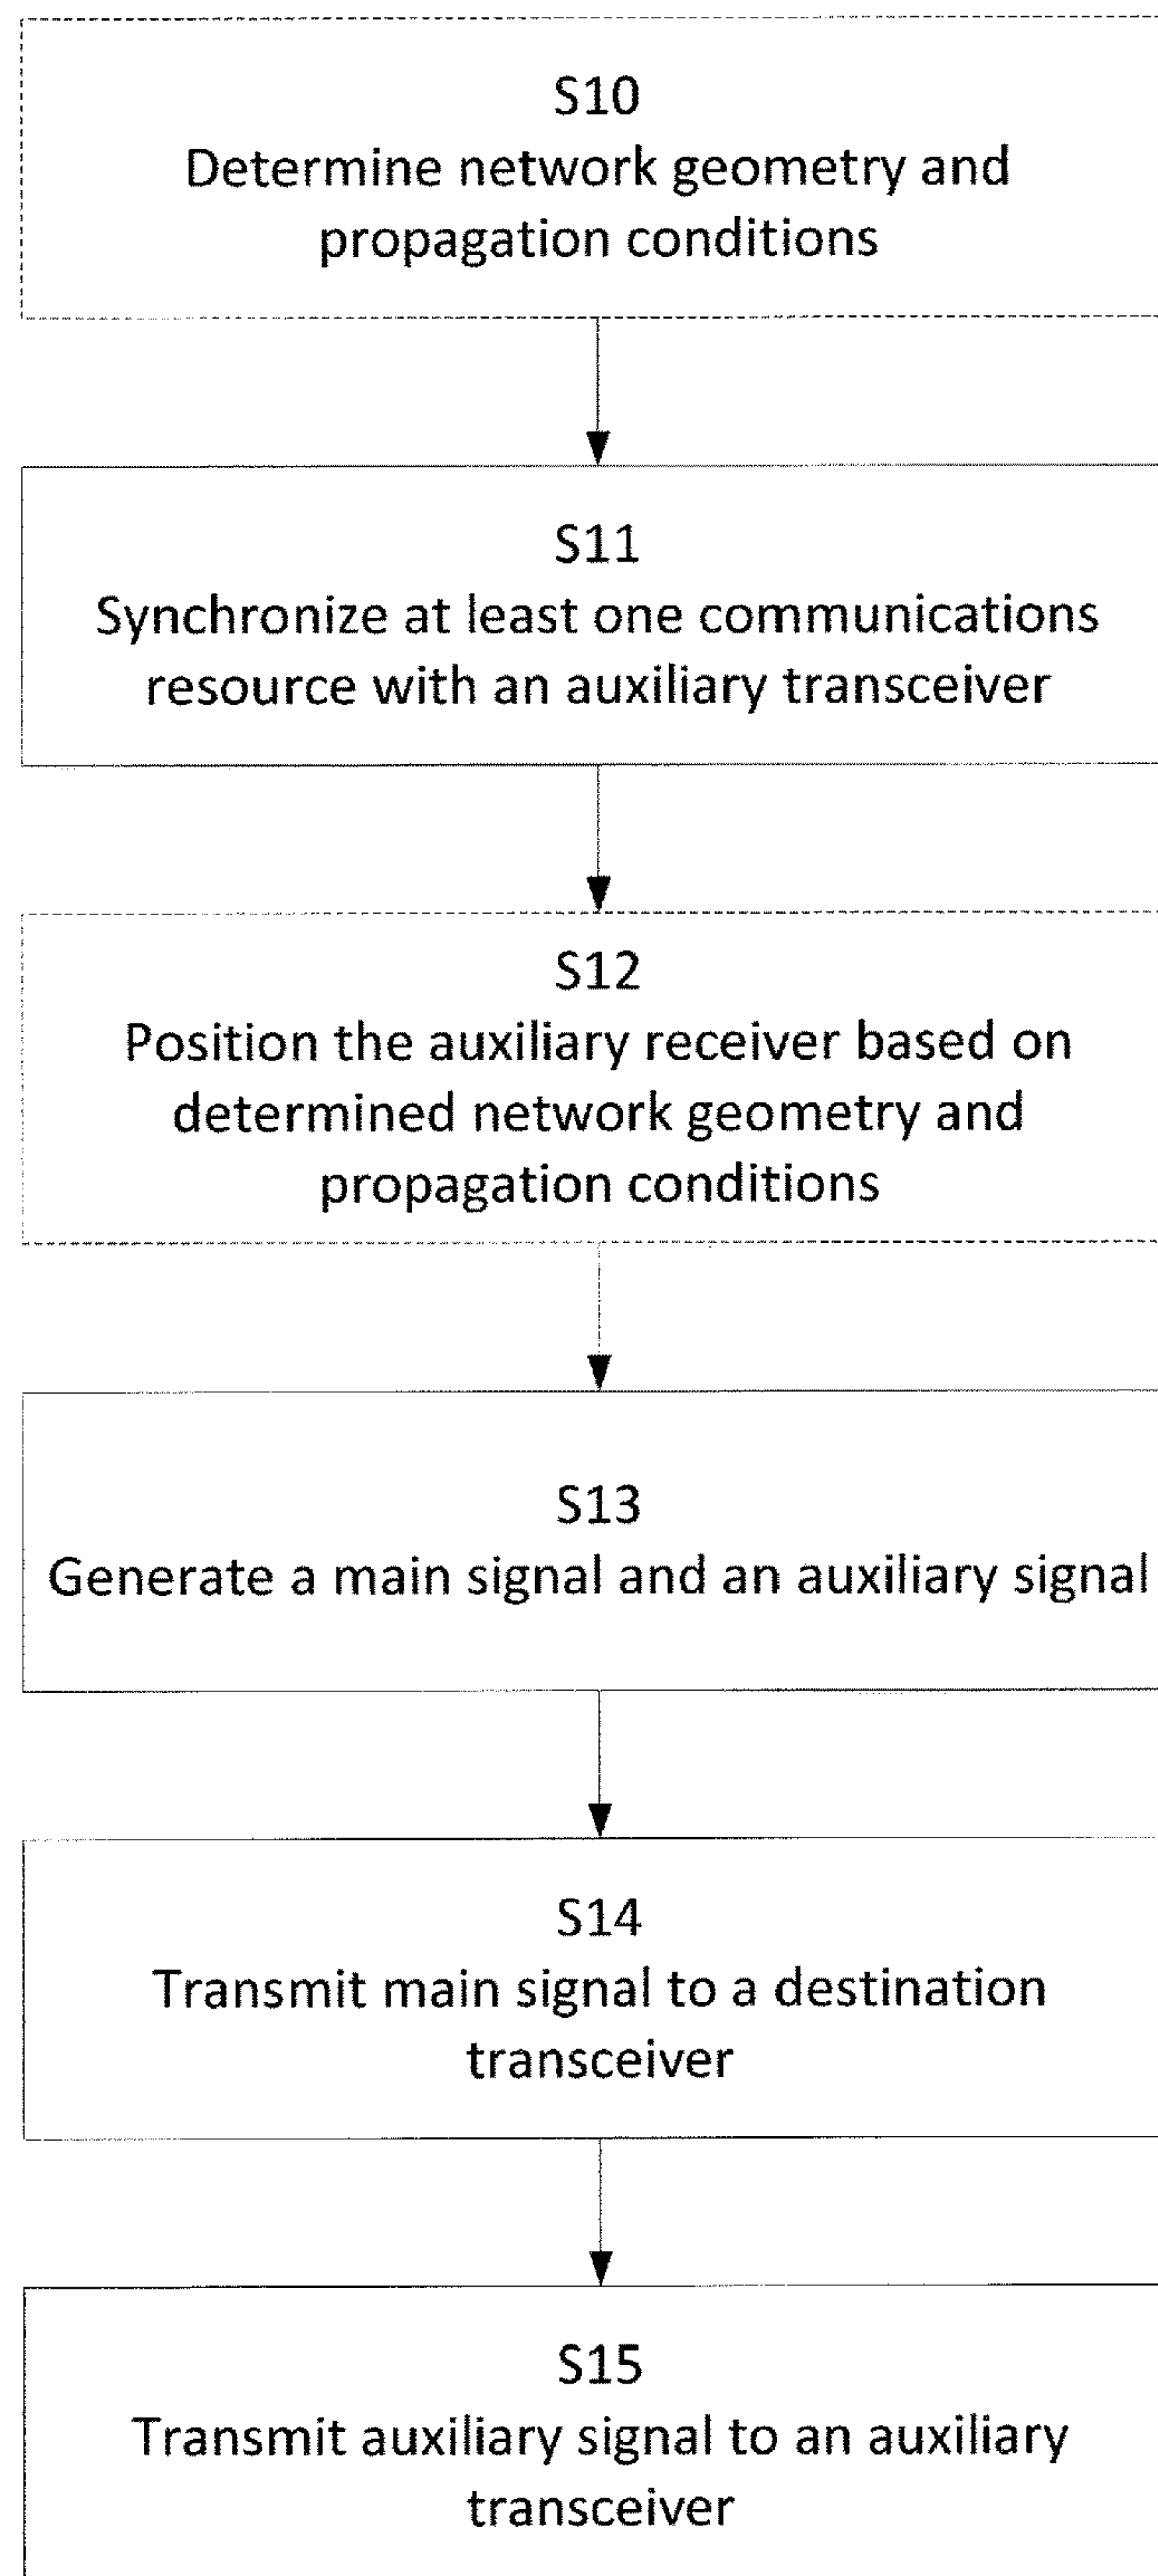 S10
Determine network geometry and
propagation conditions
S11
Synchronize at least one communications
resource with an auxiliary transceiver
S12
Position the auxiliary receiver based on
determined network geometry and
propagation conditions
S13
Generate a main signal and an auxiliary signal
S14
Transmit main signal to a destination
transceiver
S15
Transmit auxiliary signal to an auxiliary
transceiver